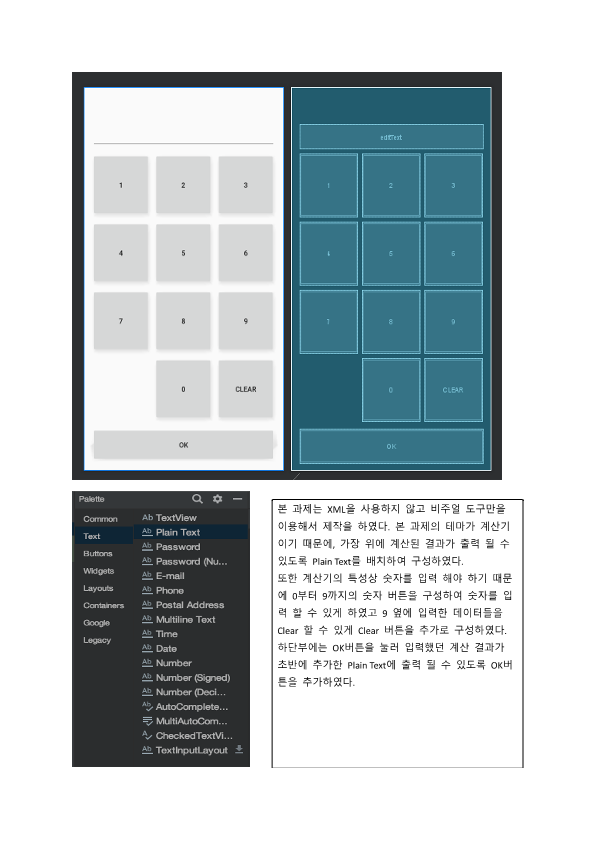 1 2 3
4 5 6
7 8 9
0 CLEAR
OK
editText
1 2 3
4 5 6
7 8 9
0 CLEAR
OK
Palette
Common
Text
Buttons
Widgets
Layouts
Containers
Google
Legacy
Ab TextView
Ab Plain Text
Ab Password
Ab Password (Nu...
Ab E-mail
Ab Phone
Ab Postal Address
Ab Multiline Text
Ab Time
Ab Date
Ab Number
Ab Number (Signed)
Ab Number (Deci...
Ab AutoComplete...
MultiAutoCom...
A CheckedTextVi...
Ab TextInputLayout
본 과제는 XML을 사용하지 않고 비주얼 도구만을
이용해서 제작을 하였다. 본 과제의 테마가 계산기
이기 때문에, 가장 위에 계산된 결과가 출력 될 수
있도록 Plain Text를 배치하여 구성하였다.
또한 계산기의 특성상 숫자를 입력 해야 하기 때문
에 0부터 9까지의 숫자 버튼을 구성하여 숫자를 입
력 할 수 있게 하였고 9 옆에 입력한 데이터들을
Clear 할 수 있게 Clear 버튼을 추가로 구성하였다.
하단부에는 OK버튼을 눌러 입력했던 계산 결과가
초반에 추가한 Plain Text에 출력 될 수 있도록 OK버
튼을 추가하였다.